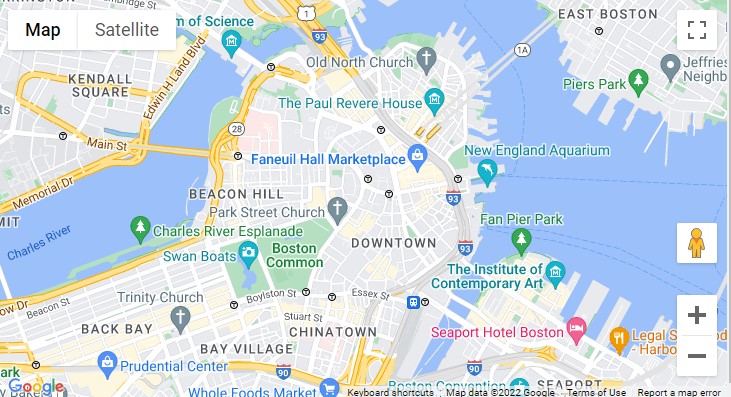 EAST BOSTON
Map
Satellite
m of Science
1
93
1A
Old North Church
Jeffries
Neighb
KENDALL
SQUARE
Edwin H Land Blvd
Piers Park
The Paul Revere House
28
Main St
Faneuil Hall Marketplace
New England Aquarium
Memorial Dr
BEACON HILL
93
Park Street Church
Fan Pier Park
Charles River
Charles River Esplanade
DOWNTOWN
93
Swan Boats
Boston
Common
The Institute of
Contemporary Art
Trinity Church
Boylston St
Essex St
ow Dr
Beacon St
Stuart St
BACK BAY
CHINATOWN
Seaport Hotel Boston
Legal S
- Harbo
BAY VILLAGE
Prudential Center
90
93
90
Google
Whole Foods Market
Boston Convention
SEAPORT
Keyboard shortcuts
Map data ©2022 Google
Terms of Use
Report a map error